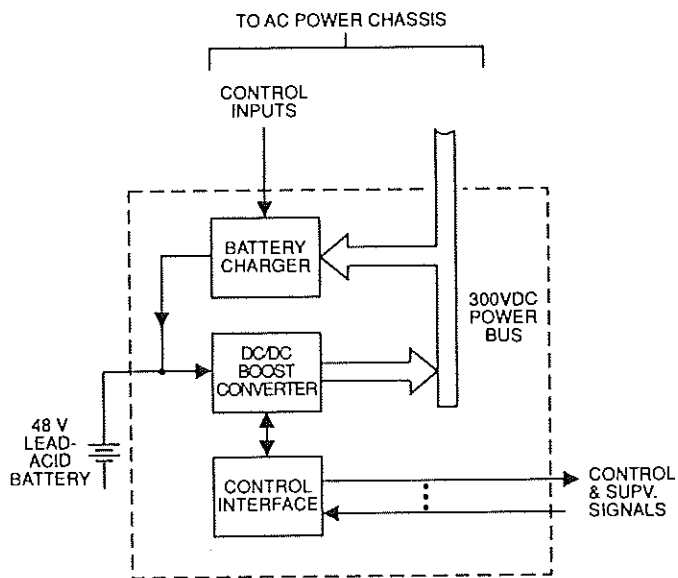 TO AC POWER CHASSIS
CONTROL
INPUTS
BATTERY
CHARGER
300VDC
POWER
BUS
DC/DC
BOOST
CONVERTER
48 V
LEAD-
ACID
BATTERY
CONTROL
INTERFACE
CONTROL
& SUPV.
SIGNALS